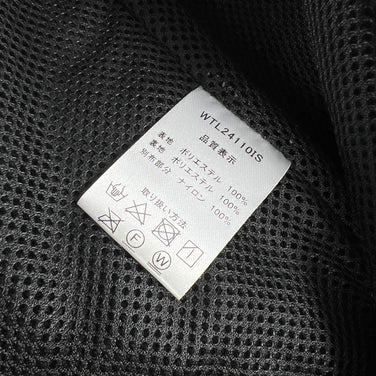 WTL24110IS
品質表示
表地 ポリエステル 100%
裏地 ポリエステル 100%
別布部分 ナイロン 100%
取り扱い方法
F W